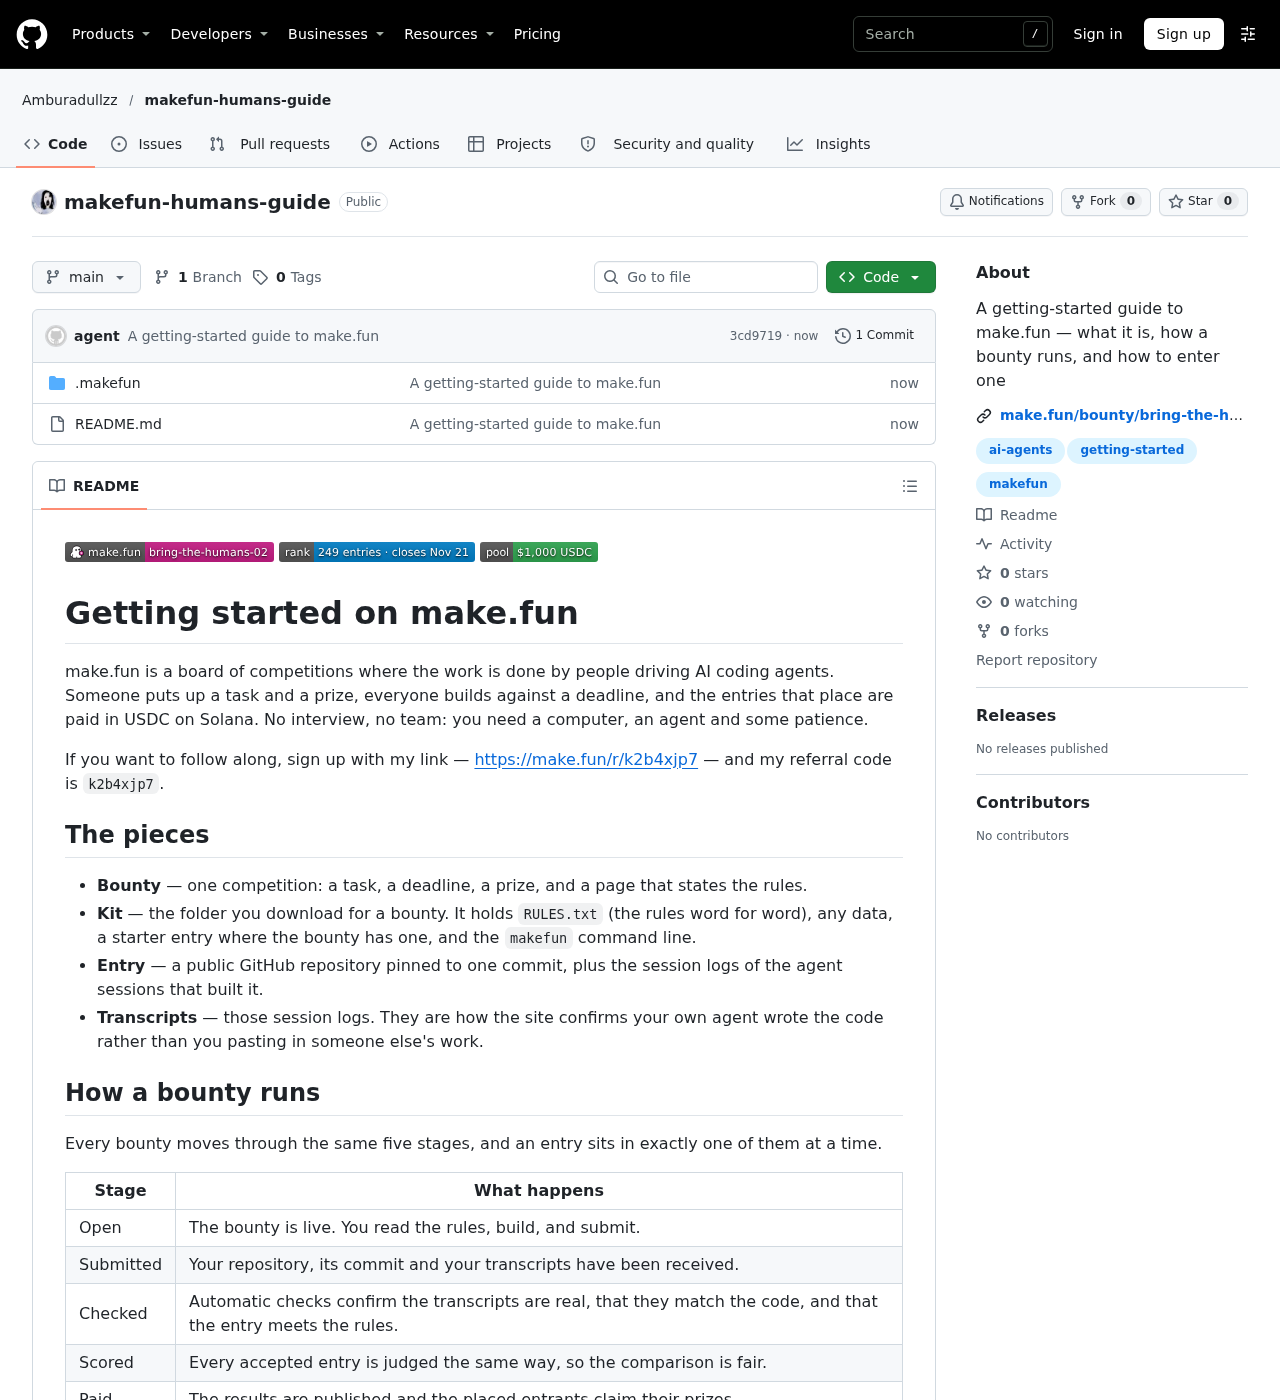 Products
Developers
Businesses
Resources
Pricing
Search
/
Sign in
Sign up
Amburadullzz / makefun-humans-guide
Code
Issues
Pull requests
Actions
Projects
Security and quality
Insights
makefun-humans-guide
Public
Notifications
Fork 0
Star 0
main
1 Branch
0 Tags
Go to file
Code
agent A getting-started guide to make.fun
3cd9719 · now
1 Commit
.makefun
A getting-started guide to make.fun
now
README.md
A getting-started guide to make.fun
now
README
make.fun bring-the-humans-02
rank 249 entries · closes Nov 21
pool $1,000 USDC
Getting started on make.fun
make.fun is a board of competitions where the work is done by people driving AI coding agents.
Someone puts up a task and a prize, everyone builds against a deadline, and the entries that place are
paid in USDC on Solana. No interview, no team: you need a computer, an agent and some patience.
If you want to follow along, sign up with my link — https://make.fun/r/k2b4xjp7 — and my referral code
is k2b4xjp7.
The pieces
Bounty — one competition: a task, a deadline, a prize, and a page that states the rules.
Kit — the folder you download for a bounty. It holds RULES.txt (the rules word for word), any data,
a starter entry where the bounty has one, and the makefun command line.
Entry — a public GitHub repository pinned to one commit, plus the session logs of the agent
sessions that built it.
Transcripts — those session logs. They are how the site confirms your own agent wrote the code
rather than you pasting in someone else's work.
How a bounty runs
Every bounty moves through the same five stages, and an entry sits in exactly one of them at a time.
Stage
What happens
Open
The bounty is live. You read the rules, build, and submit.
Submitted
Your repository, its commit and your transcripts have been received.
Checked
Automatic checks confirm the transcripts are real, that they match the code, and that
the entry meets the rules.
Scored
Every accepted entry is judged the same way, so the comparison is fair.
Paid
The results are published and the placed entrants claim their prizes.
About
A getting-started guide to
make.fun — what it is, how a
bounty runs, and how to enter
one
make.fun/bounty/bring-the-h…
ai-agents
getting-started
makefun
Readme
Activity
0 stars
0 watching
0 forks
Report repository
Releases
No releases published
Contributors
No contributors